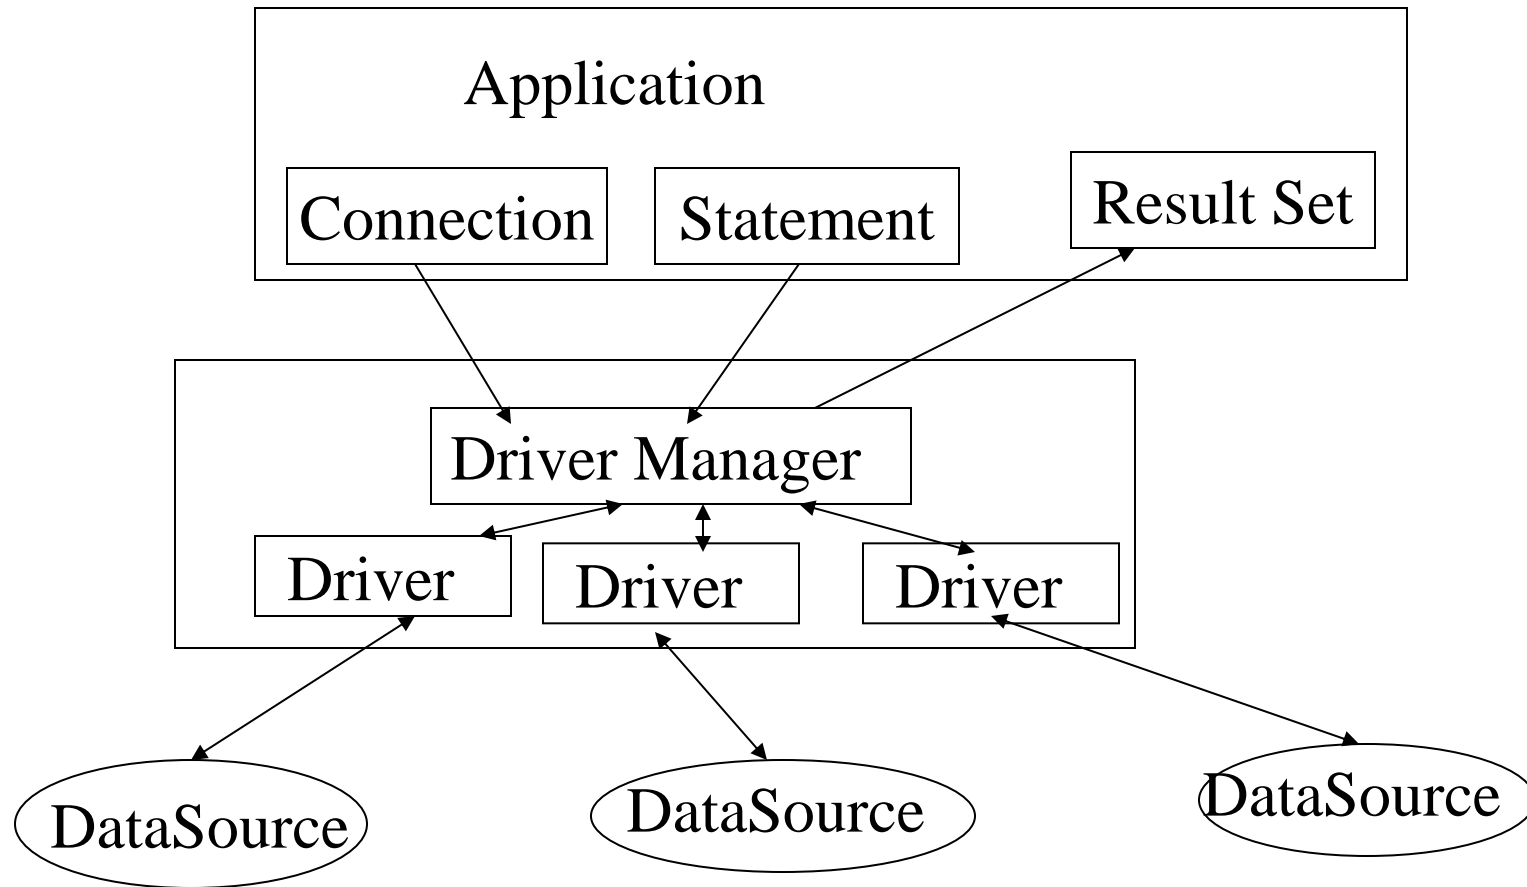 Application
Connection
Statement
Result Set
Driver Manager
Driver
Driver
Driver
DataSource
DataSource
DataSource